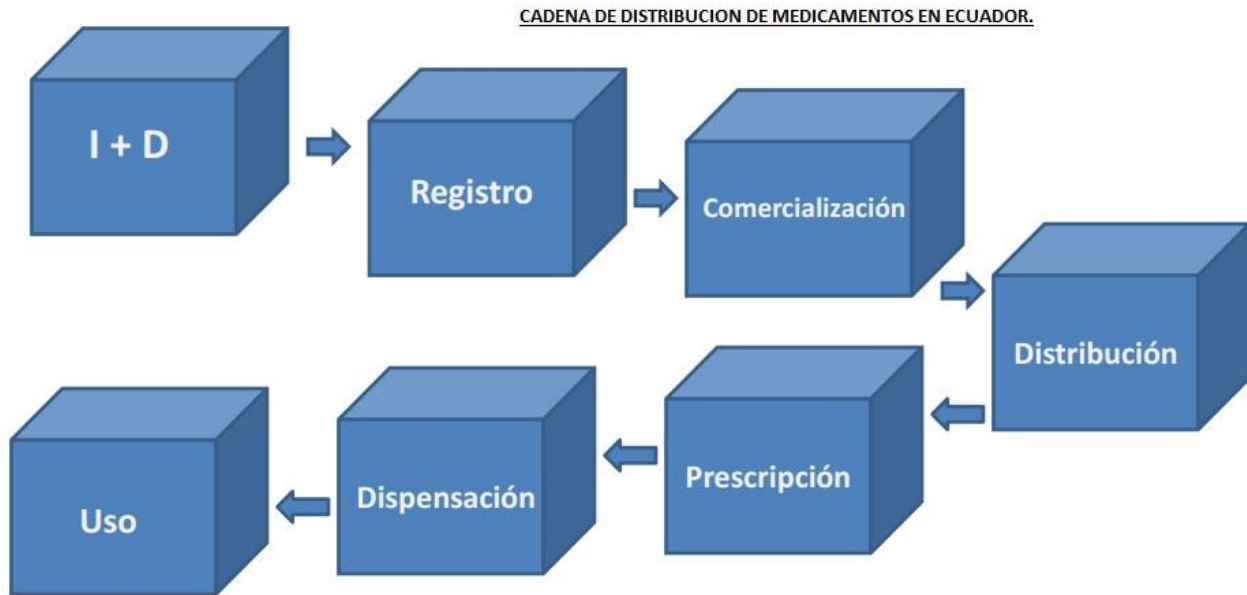 CADENA DE DISTRIBUCION DE MEDICAMENTOS EN ECUADOR.
I + D
Registro
Comercialización
Distribución
Prescripción
Dispensación
Uso